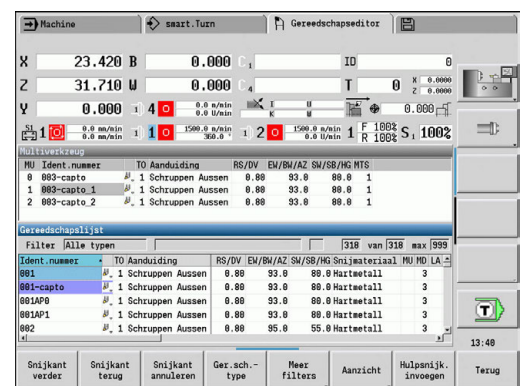 Machine smart.Turn Gereedschapseditor
X 23.420 B 0.000 C 1 ID 0
Z 31.710 W 0.000 C 4 T 0 X 0.0000 Z 0.0000
Y 0.000 4 0.0 m/min 0.0 U/min I U K W 0.000
S1 1 0.0 mm/min 0.0 mm/min 1 1500.0 m/min 360.0 ° 2 1500.0 m/min 0.0 U/min 1 F 100% R 100% S1 100%
Multiwerkzeug
MU Ident.nummer TO Aanduiding RS/DV EW/BW/AZ SW/SB/HG MTS
0 003-capto 1 Schruppen Aussen 0.80 93.0 80.0 1
1 003-capto_1 1 Schruppen Aussen 0.80 93.0 80.0 1
2 003-capto_2 1 Schruppen Aussen 0.80 93.0 80.0 1
Gereedschapslijst
Filter Alle typen 318 van 318 max 999
Ident.nummer TO Aanduiding RS/DV EW/BW/AZ SW/SB/HG Snijmateriaal MU MD LA
001 1 Schruppen Aussen 0.80 93.0 80.0 Hartmetall 3
001-capto 1 Schruppen Aussen 0.80 93.0 80.0 Hartmetall 3
001AP0 1 Schruppen Aussen 0.80 93.0 80.0 Hartmetall 3
001AP1 1 Schruppen Aussen 0.80 93.0 80.0 Hartmetall 3
002 1 Schruppen Aussen 0.80 95.0 55.0 Hartmetall 3
T
13:40
Snijkant verder
Snijkant terug
Snijkant annuleren
Ger.sch.- type
Meer filters
Aanzicht
Hulpsnijk. invoegen
Terug